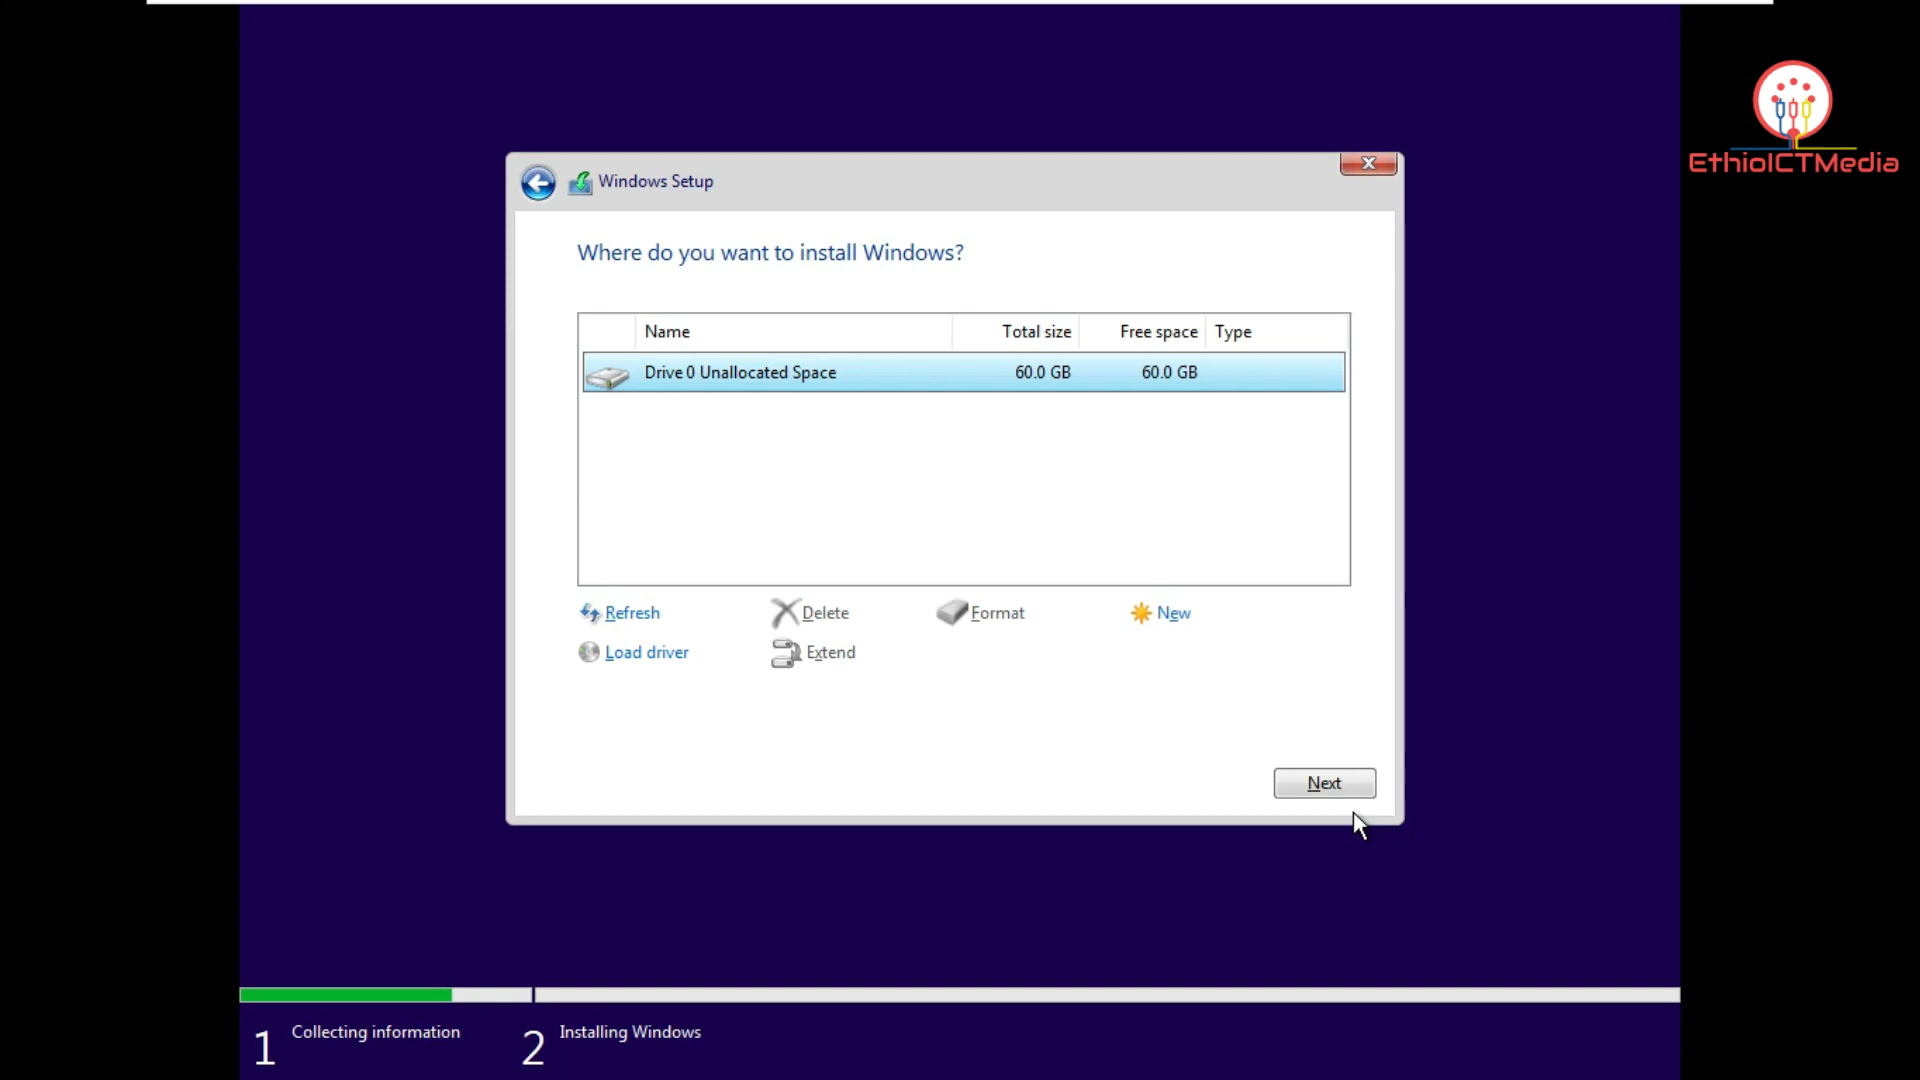 EthioICTMedia
Windows Setup
Where do you want to install Windows?
Name Total size Free space Type
Drive 0 Unallocated Space 60.0 GB 60.0 GB
Refresh Delete Format New
Load driver Extend
Next
1 Collecting information 2 Installing Windows